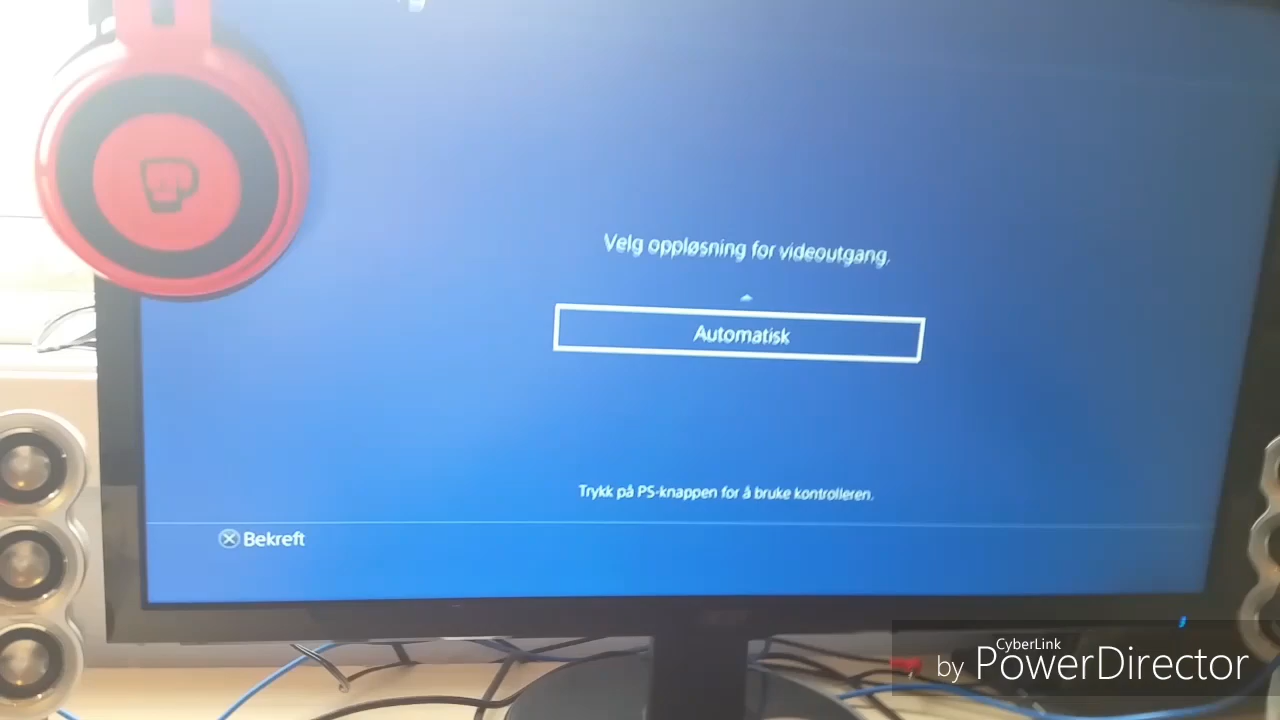 Velg oppløsning for videoutgang.
Automatisk
Trykk på PS-knappen for å bruke kontrolleren.
Bekreft
CyberLink
by PowerDirector